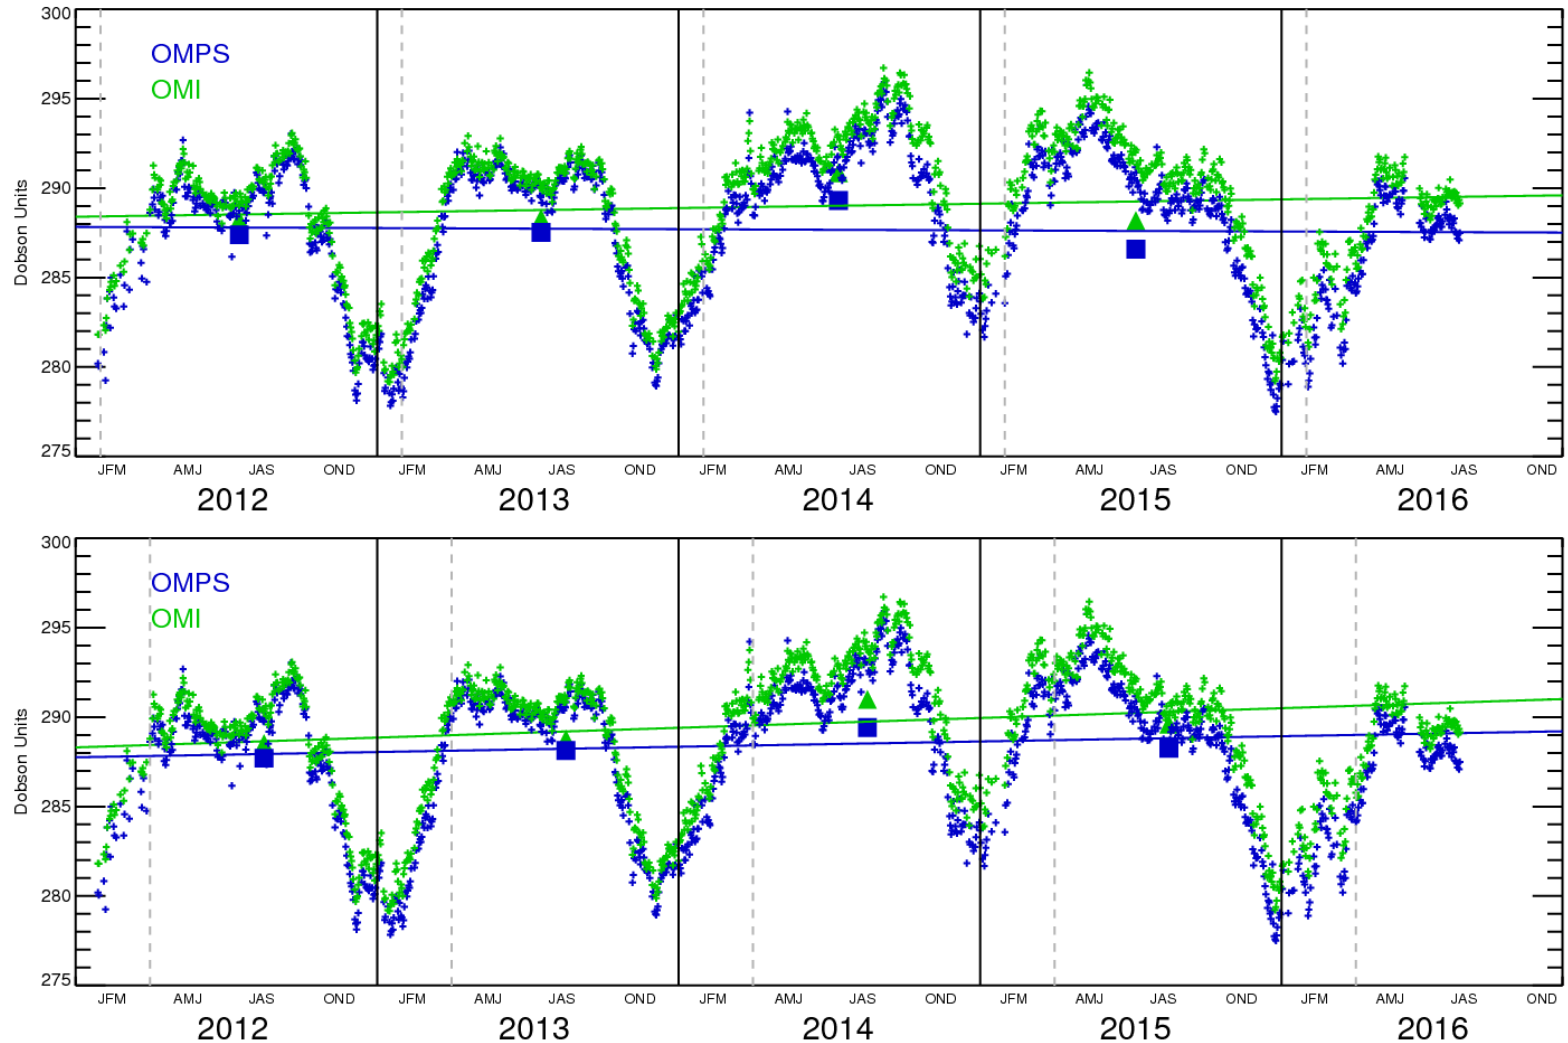 300
OMPS
OMI
295
290
Dobson Units
285
280
275
JFM AMJ JAS OND JFM AMJ JAS OND JFM AMJ JAS OND JFM AMJ JAS OND JFM AMJ JAS OND
2012 2013 2014 2015 2016
300
OMPS
OMI
295
290
Dobson Units
285
280
275
JFM AMJ JAS OND JFM AMJ JAS OND JFM AMJ JAS OND JFM AMJ JAS OND JFM AMJ JAS OND
2012 2013 2014 2015 2016